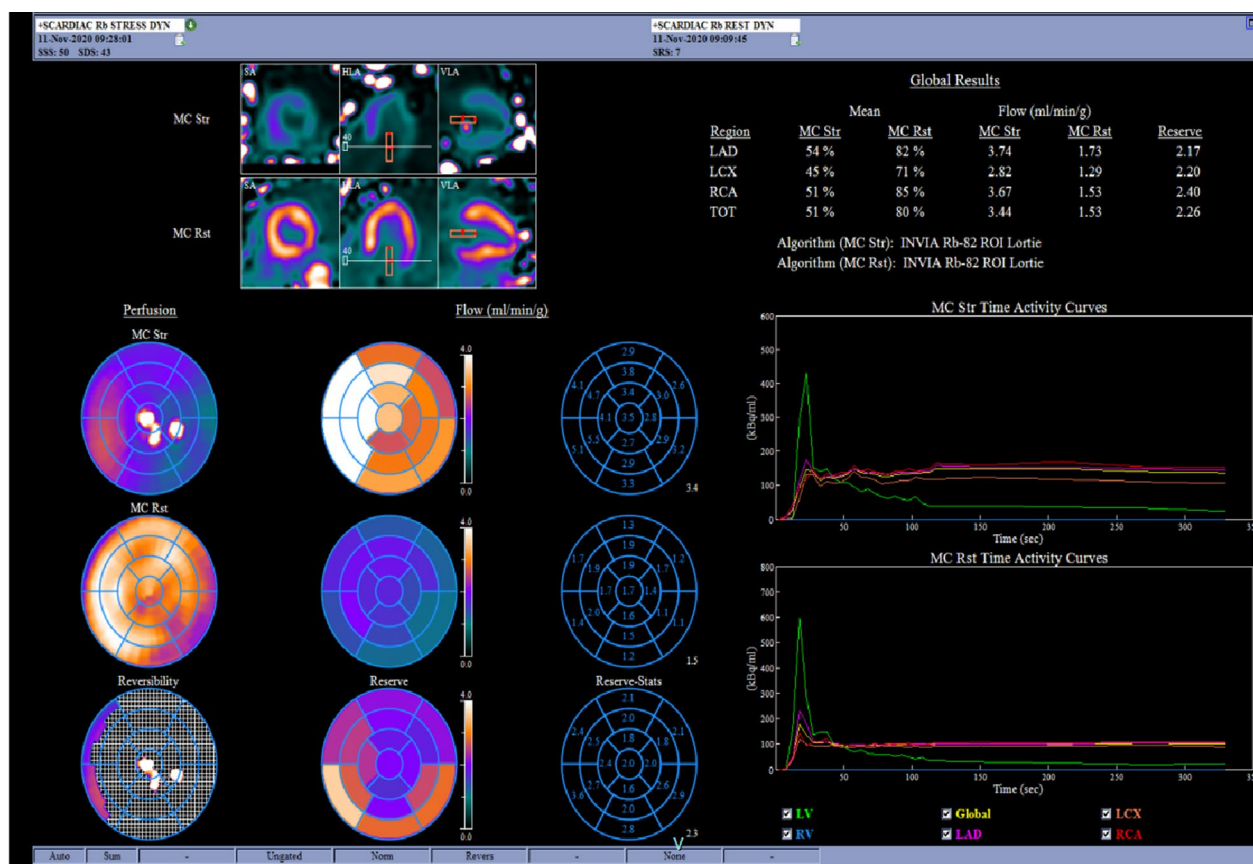 +SCARDIAC Rb STRESS DYN
11-Nov-2020 09:28:01
SSS: 50 SDS: 43
+SCARDIAC Rb REST DYN
11-Nov-2020 09:09:45
SRS: 7
SA HLA VLA
MC Str
40
SA HLA VLA
MC Rst
40
Global Results
Mean Flow (ml/min/g)
Region MC Str MC Rst MC Str MC Rst Reserve
LAD 54 % 82 % 3.74 1.73 2.17
LCX 45 % 71 % 2.82 1.29 2.20
RCA 51 % 85 % 3.67 1.53 2.40
TOT 51 % 80 % 3.44 1.53 2.26
Algorithm (MC Str): INVIA Rb-82 ROI Lortie
Algorithm (MC Rst): INVIA Rb-82 ROI Lortie
Perfusion Flow (ml/min/g)
MC Str
4.0
0.0
2.9
3.8
4.1 2.6
4.7 3.4 3.0
4.1 3.5 2.8
5.5 2.9
5.1 2.7 3.2
2.9
3.3
3.4
MC Rst
4.0
0.0
1.3
1.9
1.7 1.2
1.9 1.9 1.7
1.7 1.7 1.4
2.0 1.1
1.4 1.6 1.1
1.5
1.2
1.5
Reversibility Reserve Reserve-Stats
4.0
0.0
2.1
2.0
2.4 2.1
2.5 1.8 1.8
2.4 2.0 2.0
2.7 2.6
3.6 1.6 2.9
2.0
2.8
2.3
V
MC Str Time Activity Curves
(kBq/ml)
600
500
400
300
200
100
0
50 100 150 200 250 300 35
Time (sec)
MC Rst Time Activity Curves
(kBq/ml)
800
700
600
500
400
300
200
100
0
50 100 150 200 250 300 35
Time (sec)
LV Global LCX
RV LAD RCA
Auto Sum - Ungated Norm Revers - None -